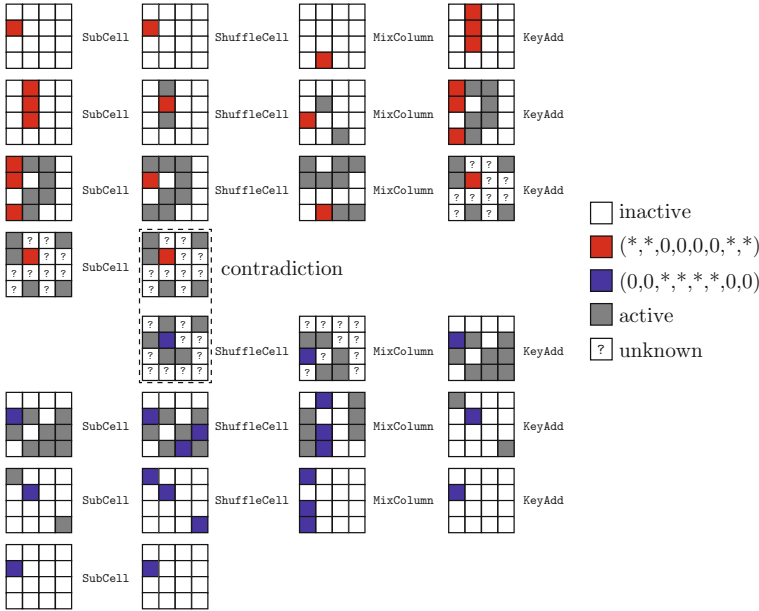 SubCell ShuffleCell MixColumn KeyAdd
SubCell ShuffleCell MixColumn KeyAdd
? ?
? ?
? ? ? ?
? ?
SubCell ShuffleCell MixColumn KeyAdd
inactive
(*,*,0,0,0,0,*,*)
(0,0,*,*,*,*,0,0)
active
? unknown
? ? ? ?
? ? ? ?
? ? ? ? ? ? ? ?
SubCell contradiction
? ? ? ? ? ?
? ? ?
? ? ?
? ? ? ? ?
ShuffleCell MixColumn KeyAdd
SubCell ShuffleCell MixColumn KeyAdd
SubCell ShuffleCell MixColumn KeyAdd
SubCell